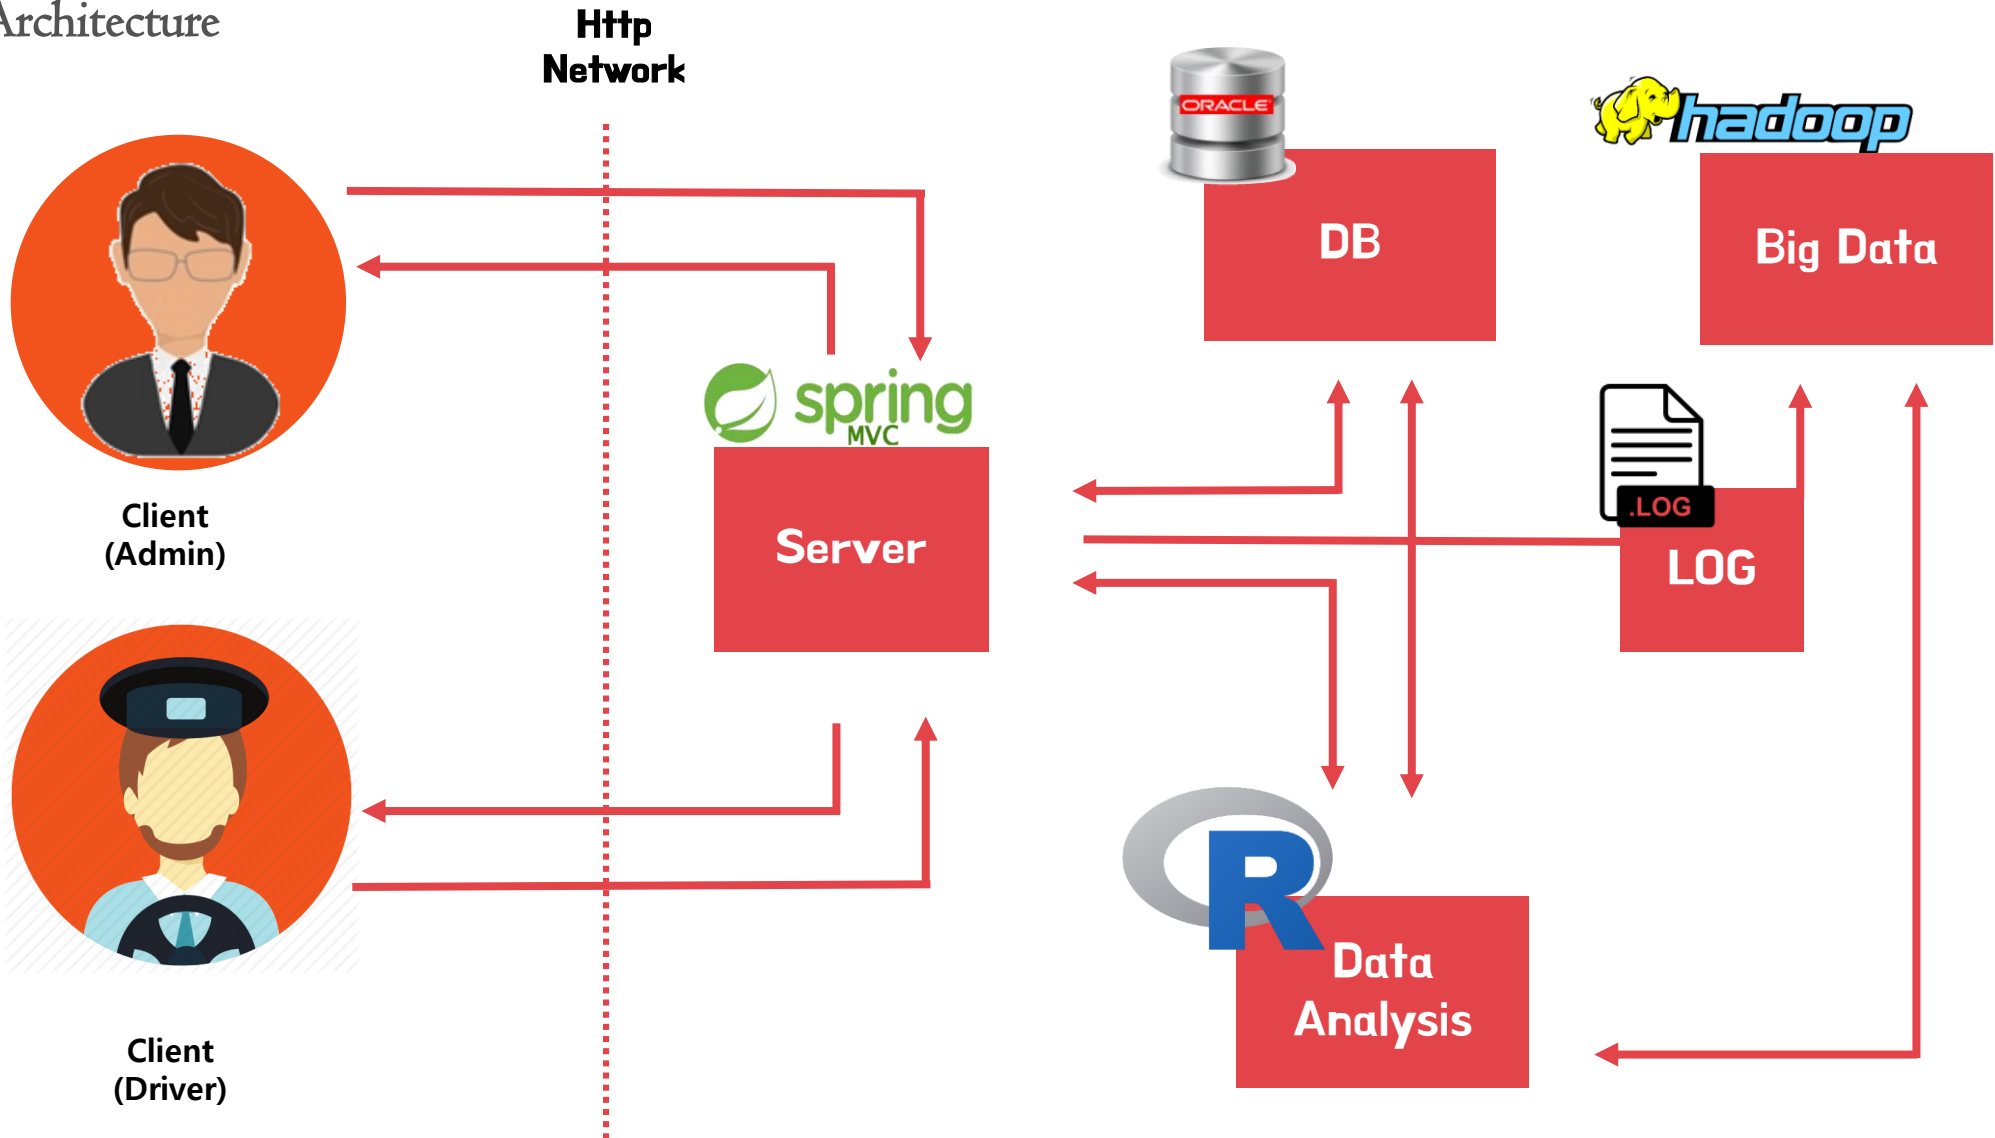 Architecture
Http
Network
ORACLE
hadoop
DB
Big Data
spring
MVC
.LOG
Client
(Admin)
Server
LOG
R
Data
Analysis
Client
(Driver)